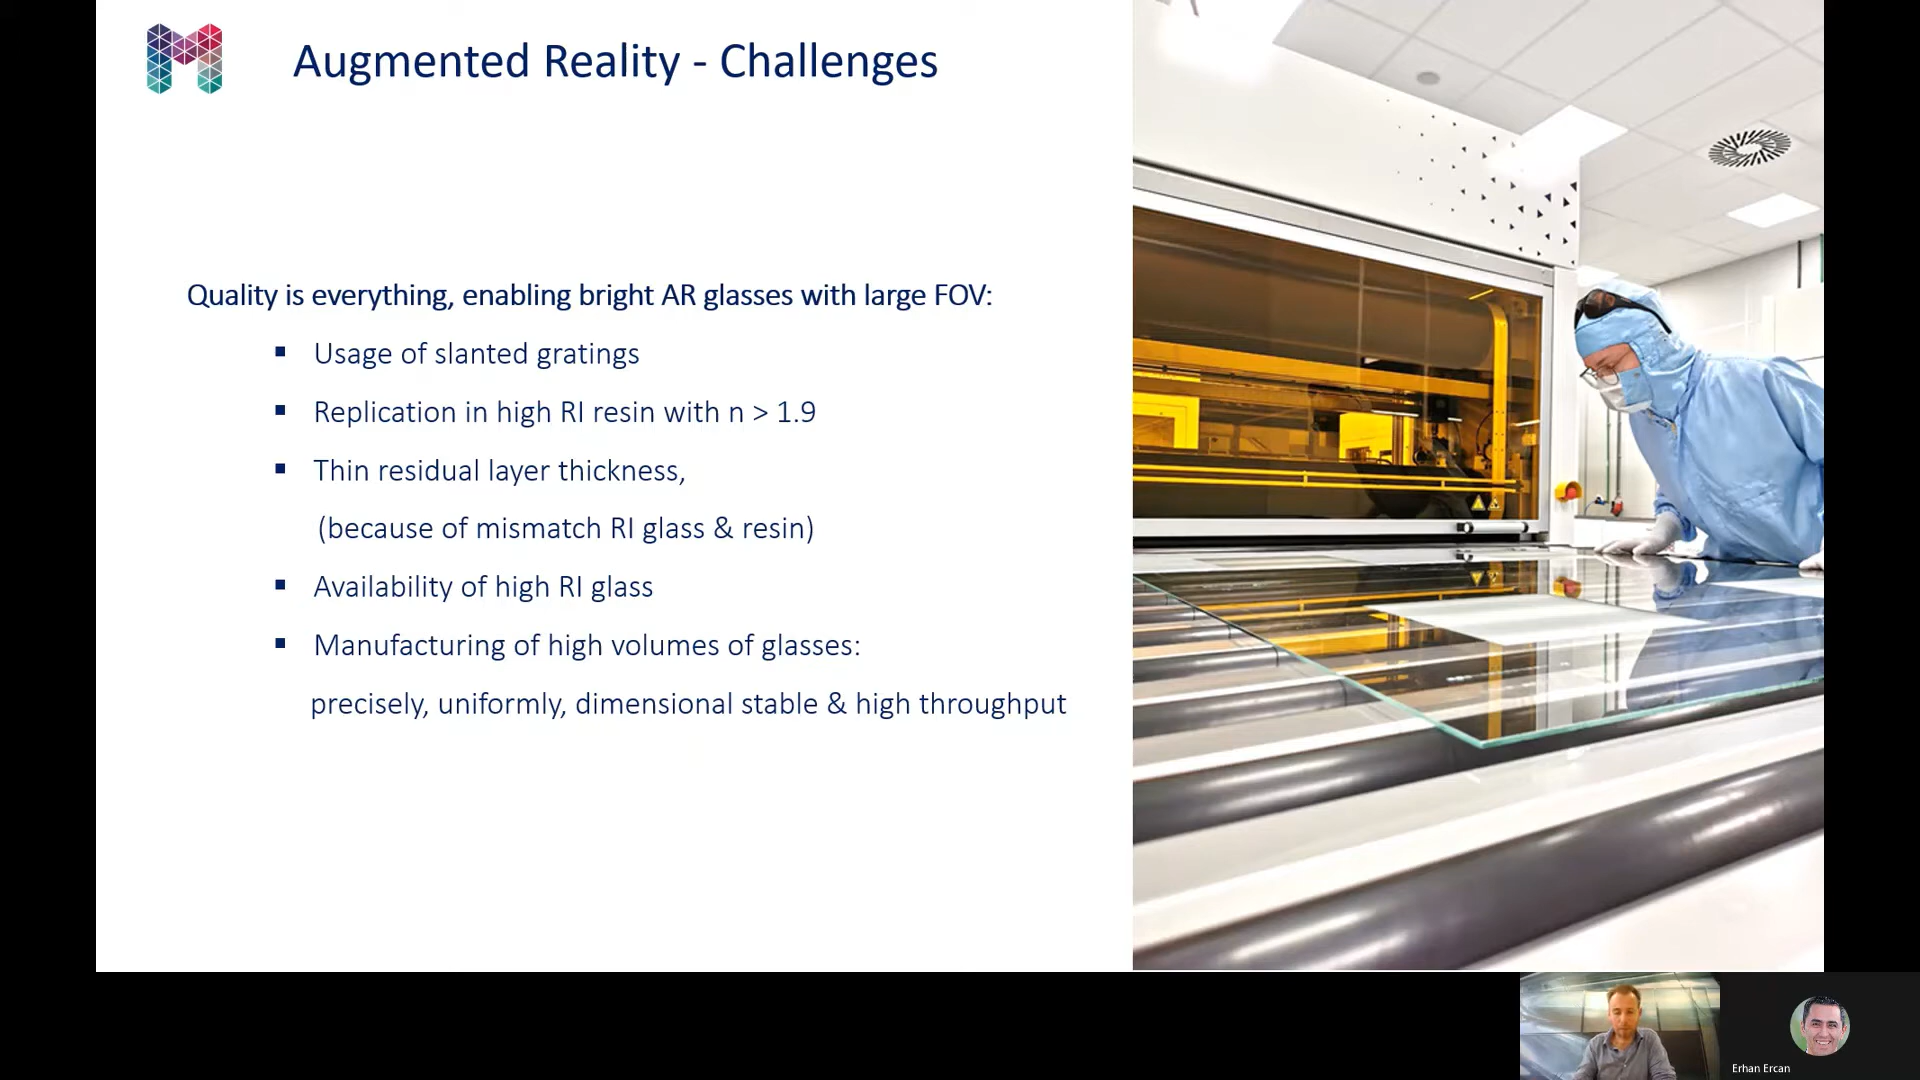 Augmented Reality - Challenges
Quality is everything, enabling bright AR glasses with large FOV:
▪ Usage of slanted gratings
▪ Replication in high RI resin with n > 1.9
▪ Thin residual layer thickness,
(because of mismatch RI glass & resin)
▪ Availability of high RI glass
▪ Manufacturing of high volumes of glasses:
precisely, uniformly, dimensional stable & high throughput
Erhan Ercan